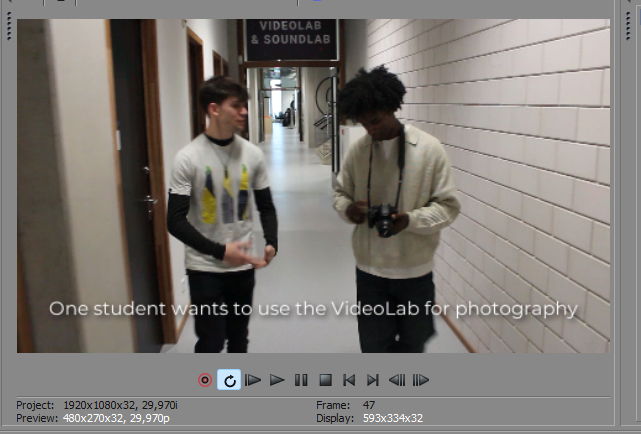 VIDEOLAB
& SOUNDLAB
One student wants to use the VideoLab for photography
Project: 1920x1080x32, 29,970i
Frame: 47
Preview: 480x270x32, 29,970p
Display: 593x334x32